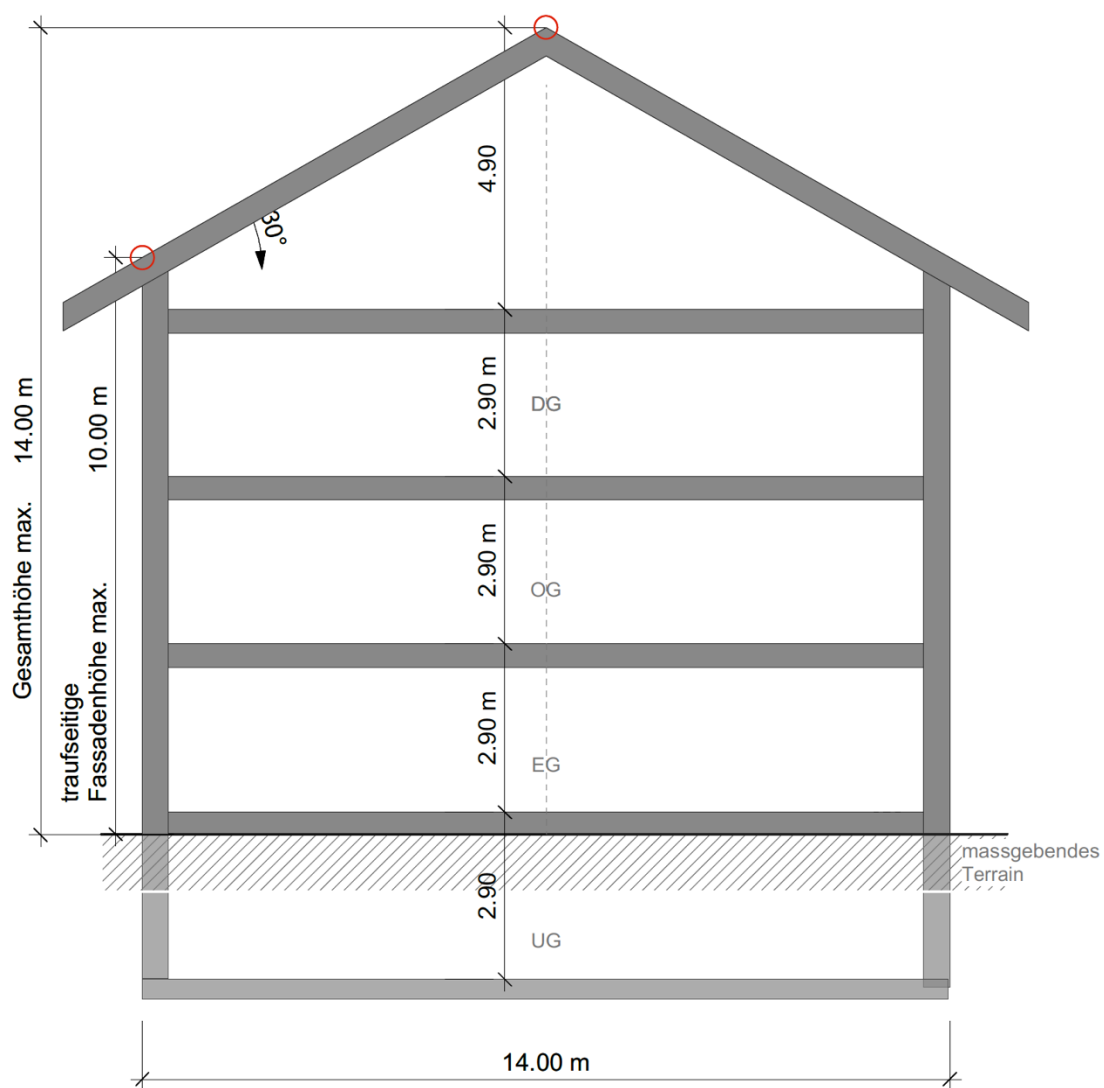 4.90
30°
14.00 m
Gesamthöhe max.
10.00 m
traufseitige
Fassadenhöhe max.
2.90 m
DG
2.90 m
OG
2.90 m
EG
massgebendes
Terrain
2.90
UG
14.00 m